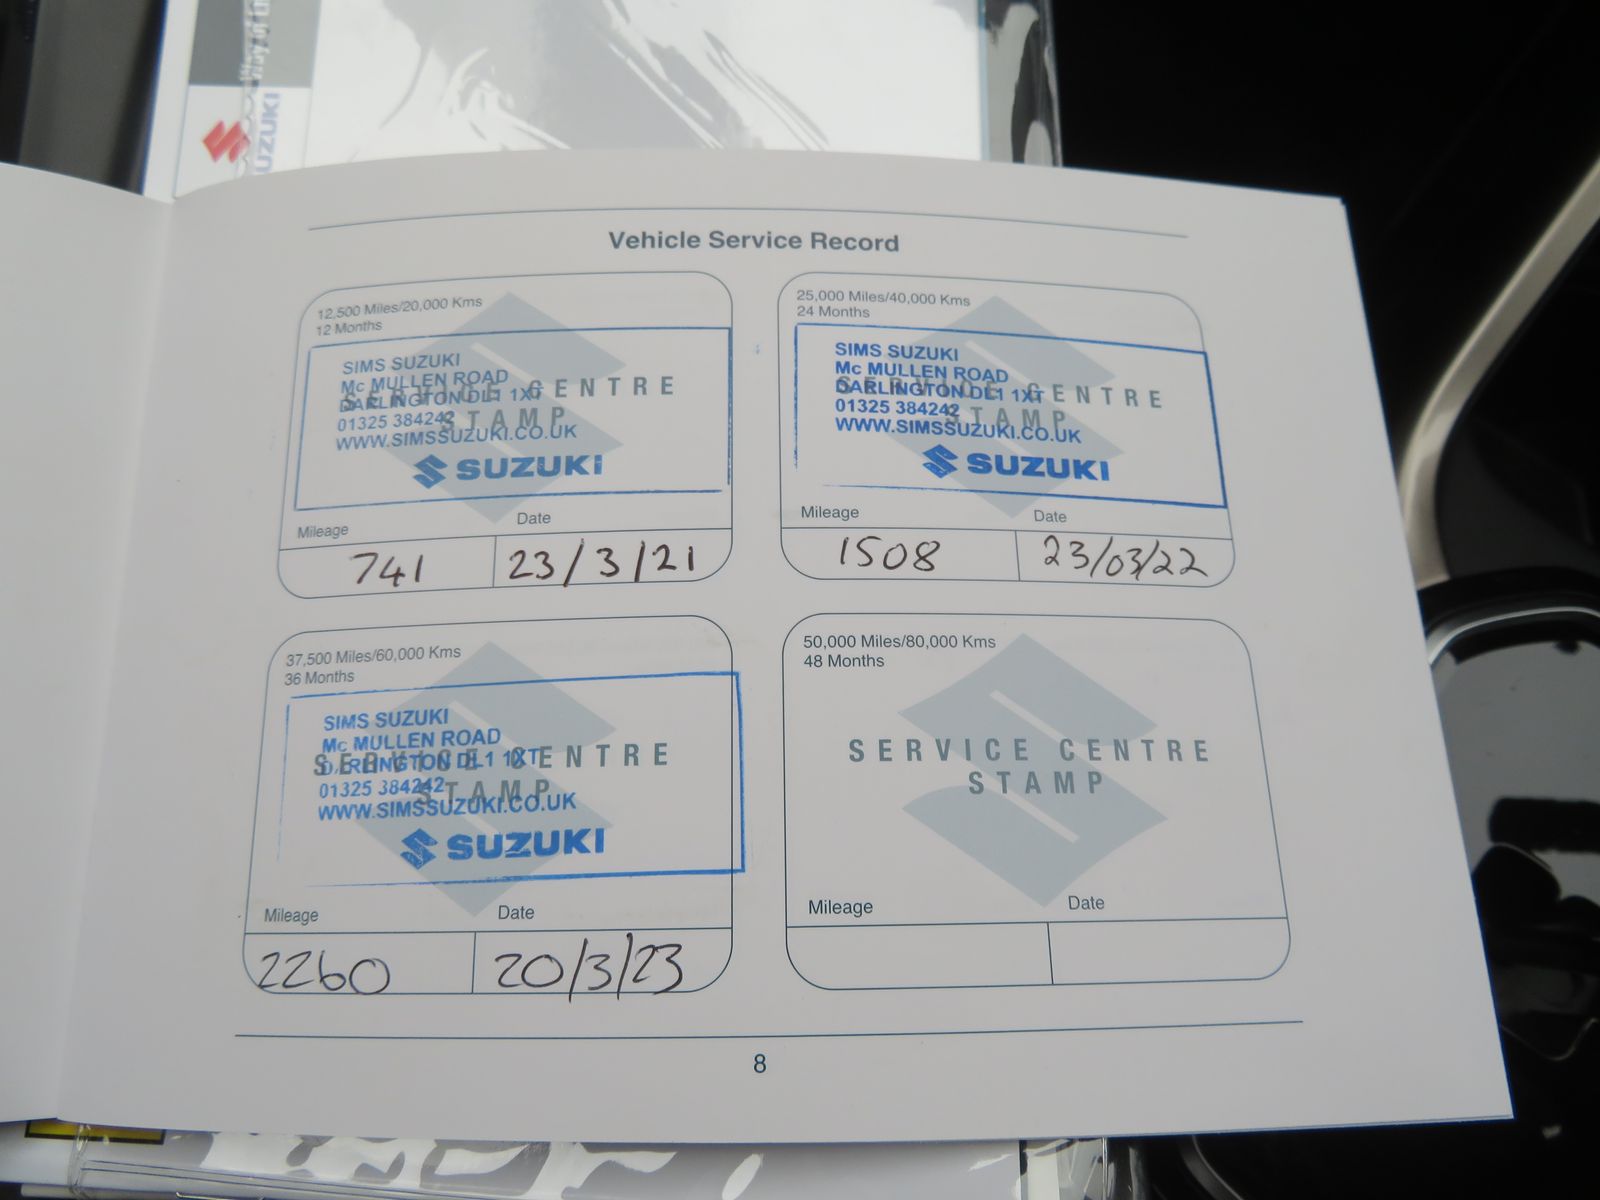 Way of Li
SUZUKI
Vehicle Service Record
12,500 Miles/20,000 Kms
12 Months
SERVICE CENTRE
STAMP
SIMS SUZUKI
Mc MULLEN ROAD
DARLINGTON DL1 1XT
01325 384242
WWW.SIMSSUZUKI.CO.UK
SUZUKI
Mileage Date
741 23/3/21
25,000 Miles/40,000 Kms
24 Months
SERVICE CENTRE
STAMP
SIMS SUZUKI
Mc MULLEN ROAD
DARLINGTON DL1 1XT
01325 384242
WWW.SIMSSUZUKI.CO.UK
SUZUKI
Mileage Date
1508 23/03/22
37,500 Miles/60,000 Kms
36 Months
SERVICE CENTRE
STAMP
SIMS SUZUKI
Mc MULLEN ROAD
DARLINGTON DL1 1XT
01325 384242
WWW.SIMSSUZUKI.CO.UK
SUZUKI
Mileage Date
2260 20/3/23
50,000 Miles/80,000 Kms
48 Months
SERVICE CENTRE
STAMP
Mileage Date
8